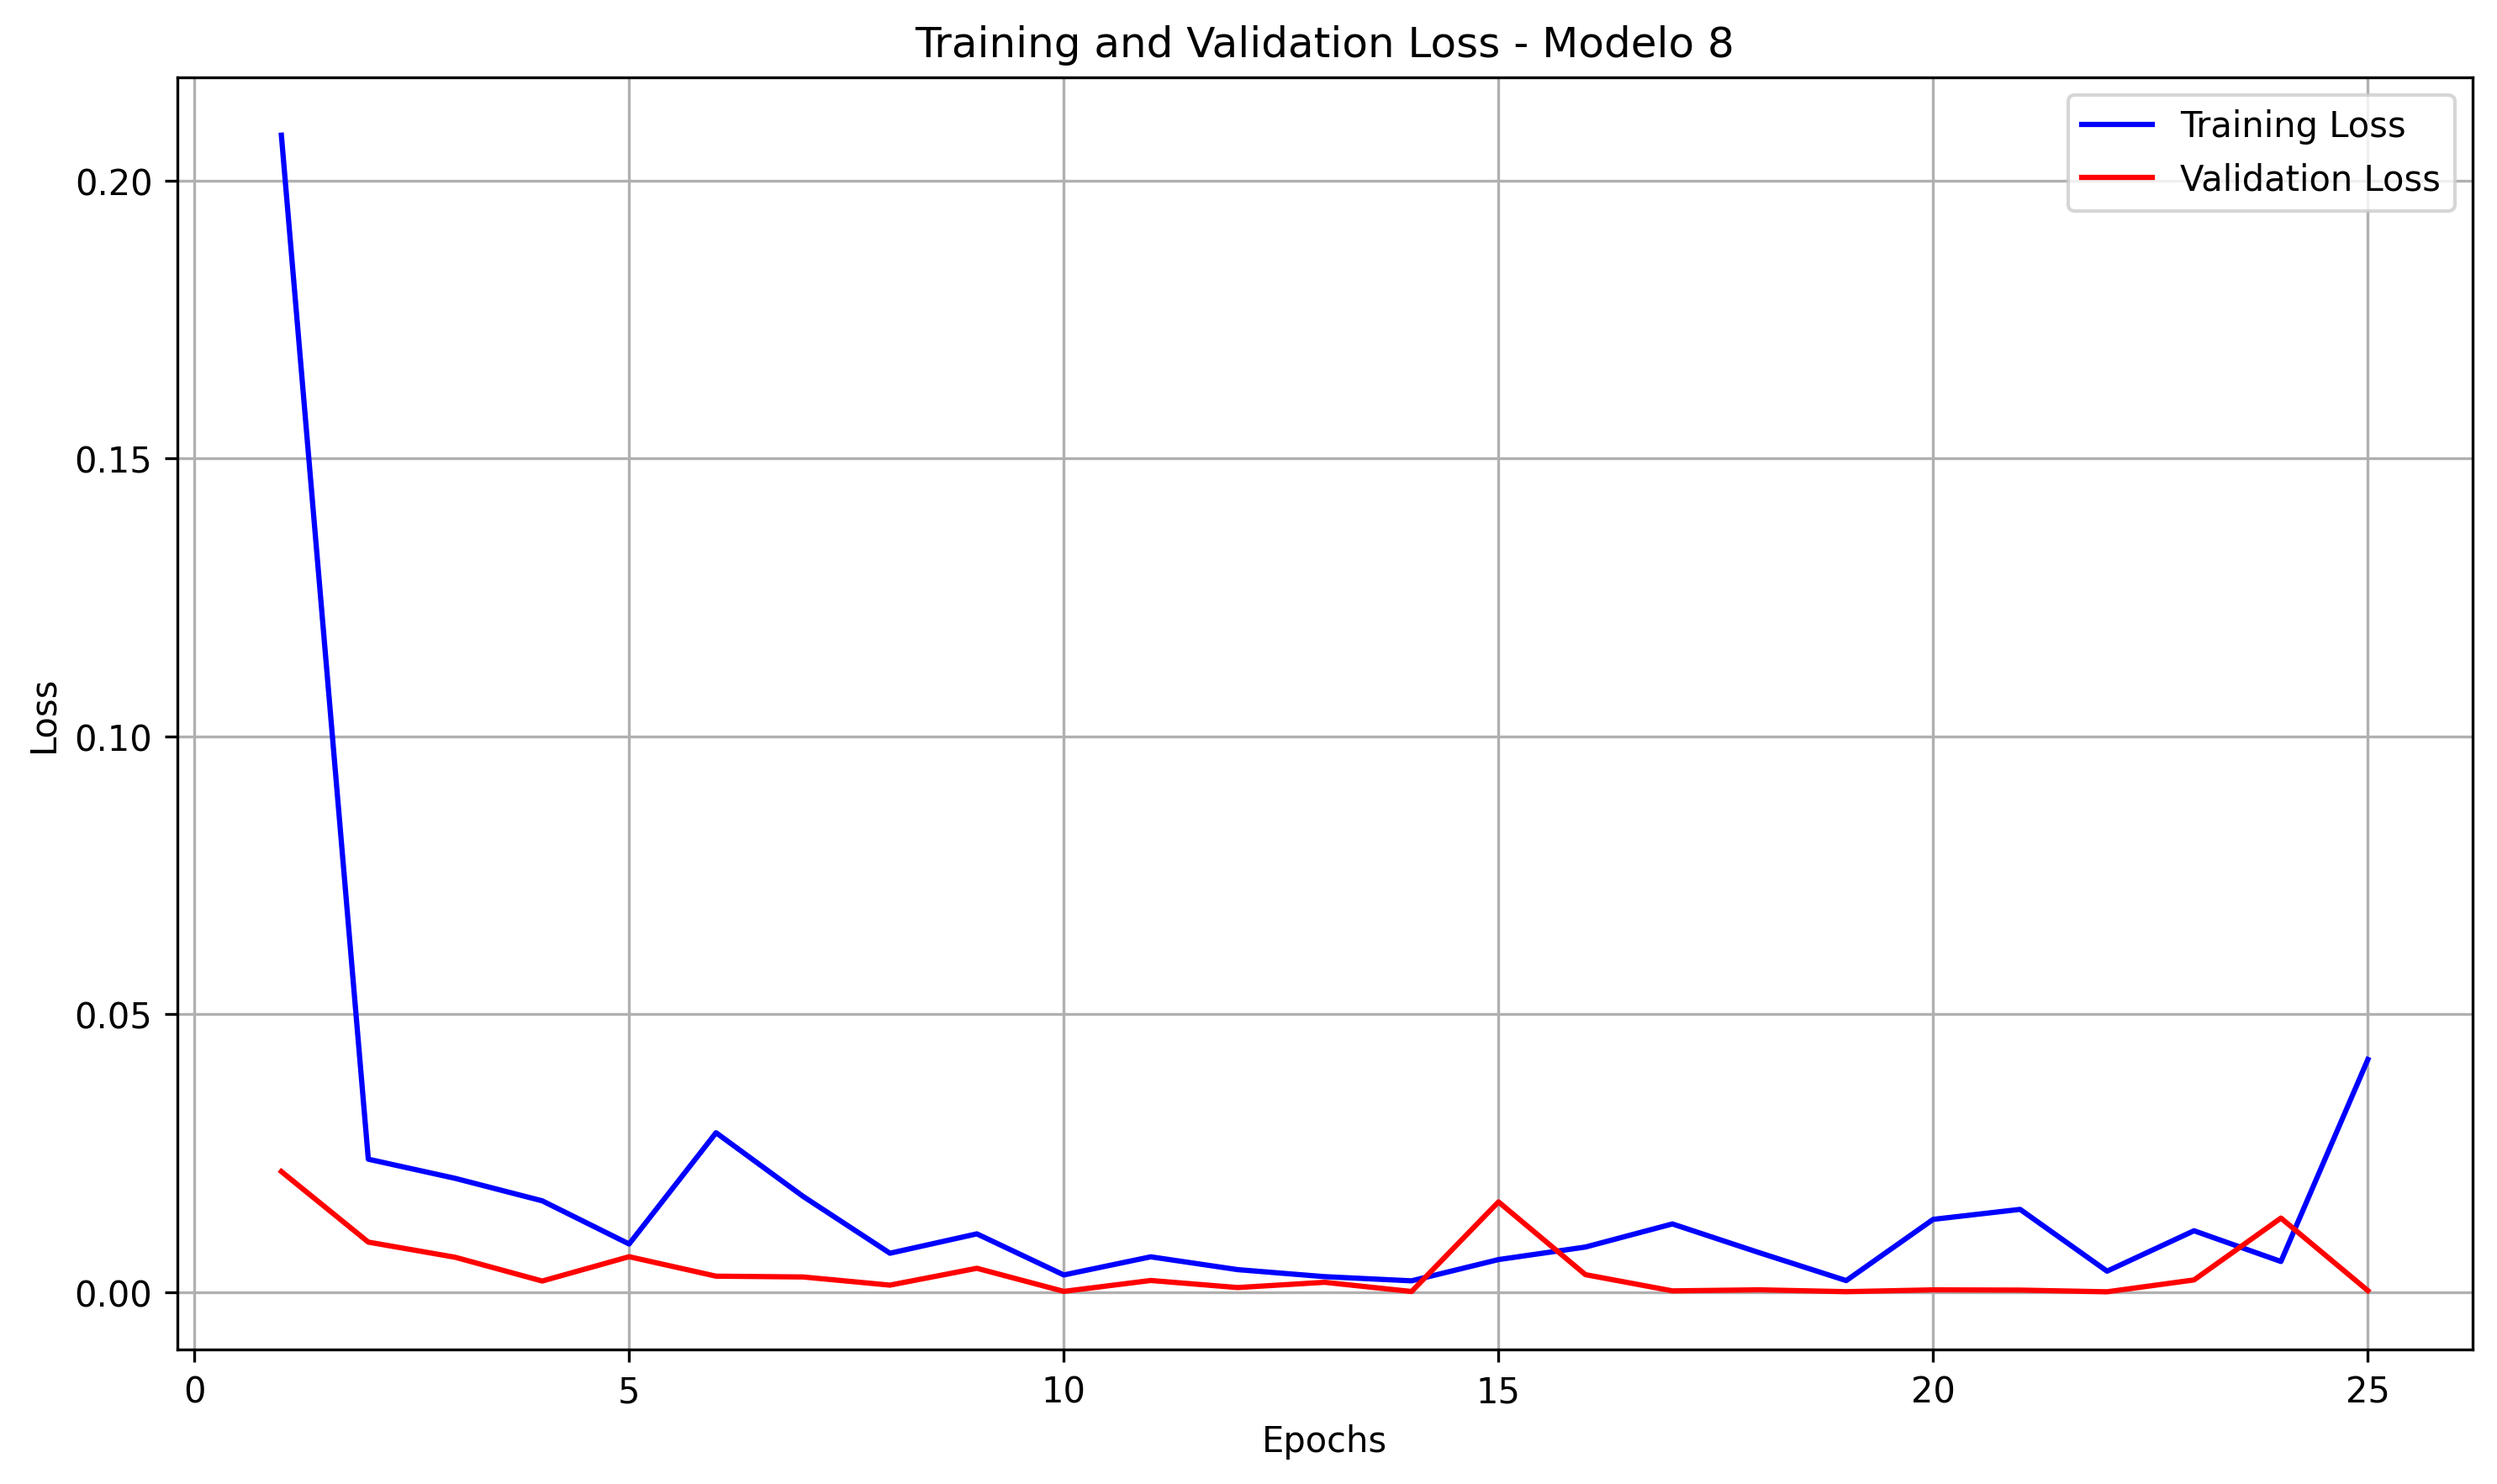 Training and Validation Loss - Modelo 8
Training Loss
Validation Loss
Loss
0.20
0.15
0.10
0.05
0.00
0 5 10 15 20 25
Epochs